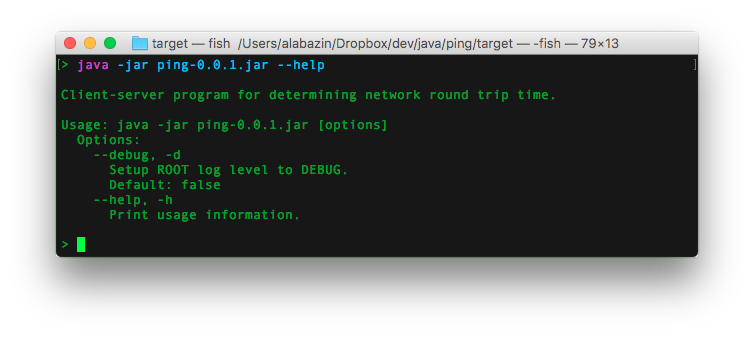 target — fish /Users/alabazin/Dropbox/dev/java/ping/target — -fish — 79×13
[> java -jar ping-0.0.1.jar --help ]
Client-server program for determining network round trip time.
Usage: java -jar ping-0.0.1.jar [options]
Options:
--debug, -d
Setup ROOT log level to DEBUG.
Default: false
--help, -h
Print usage information.
>